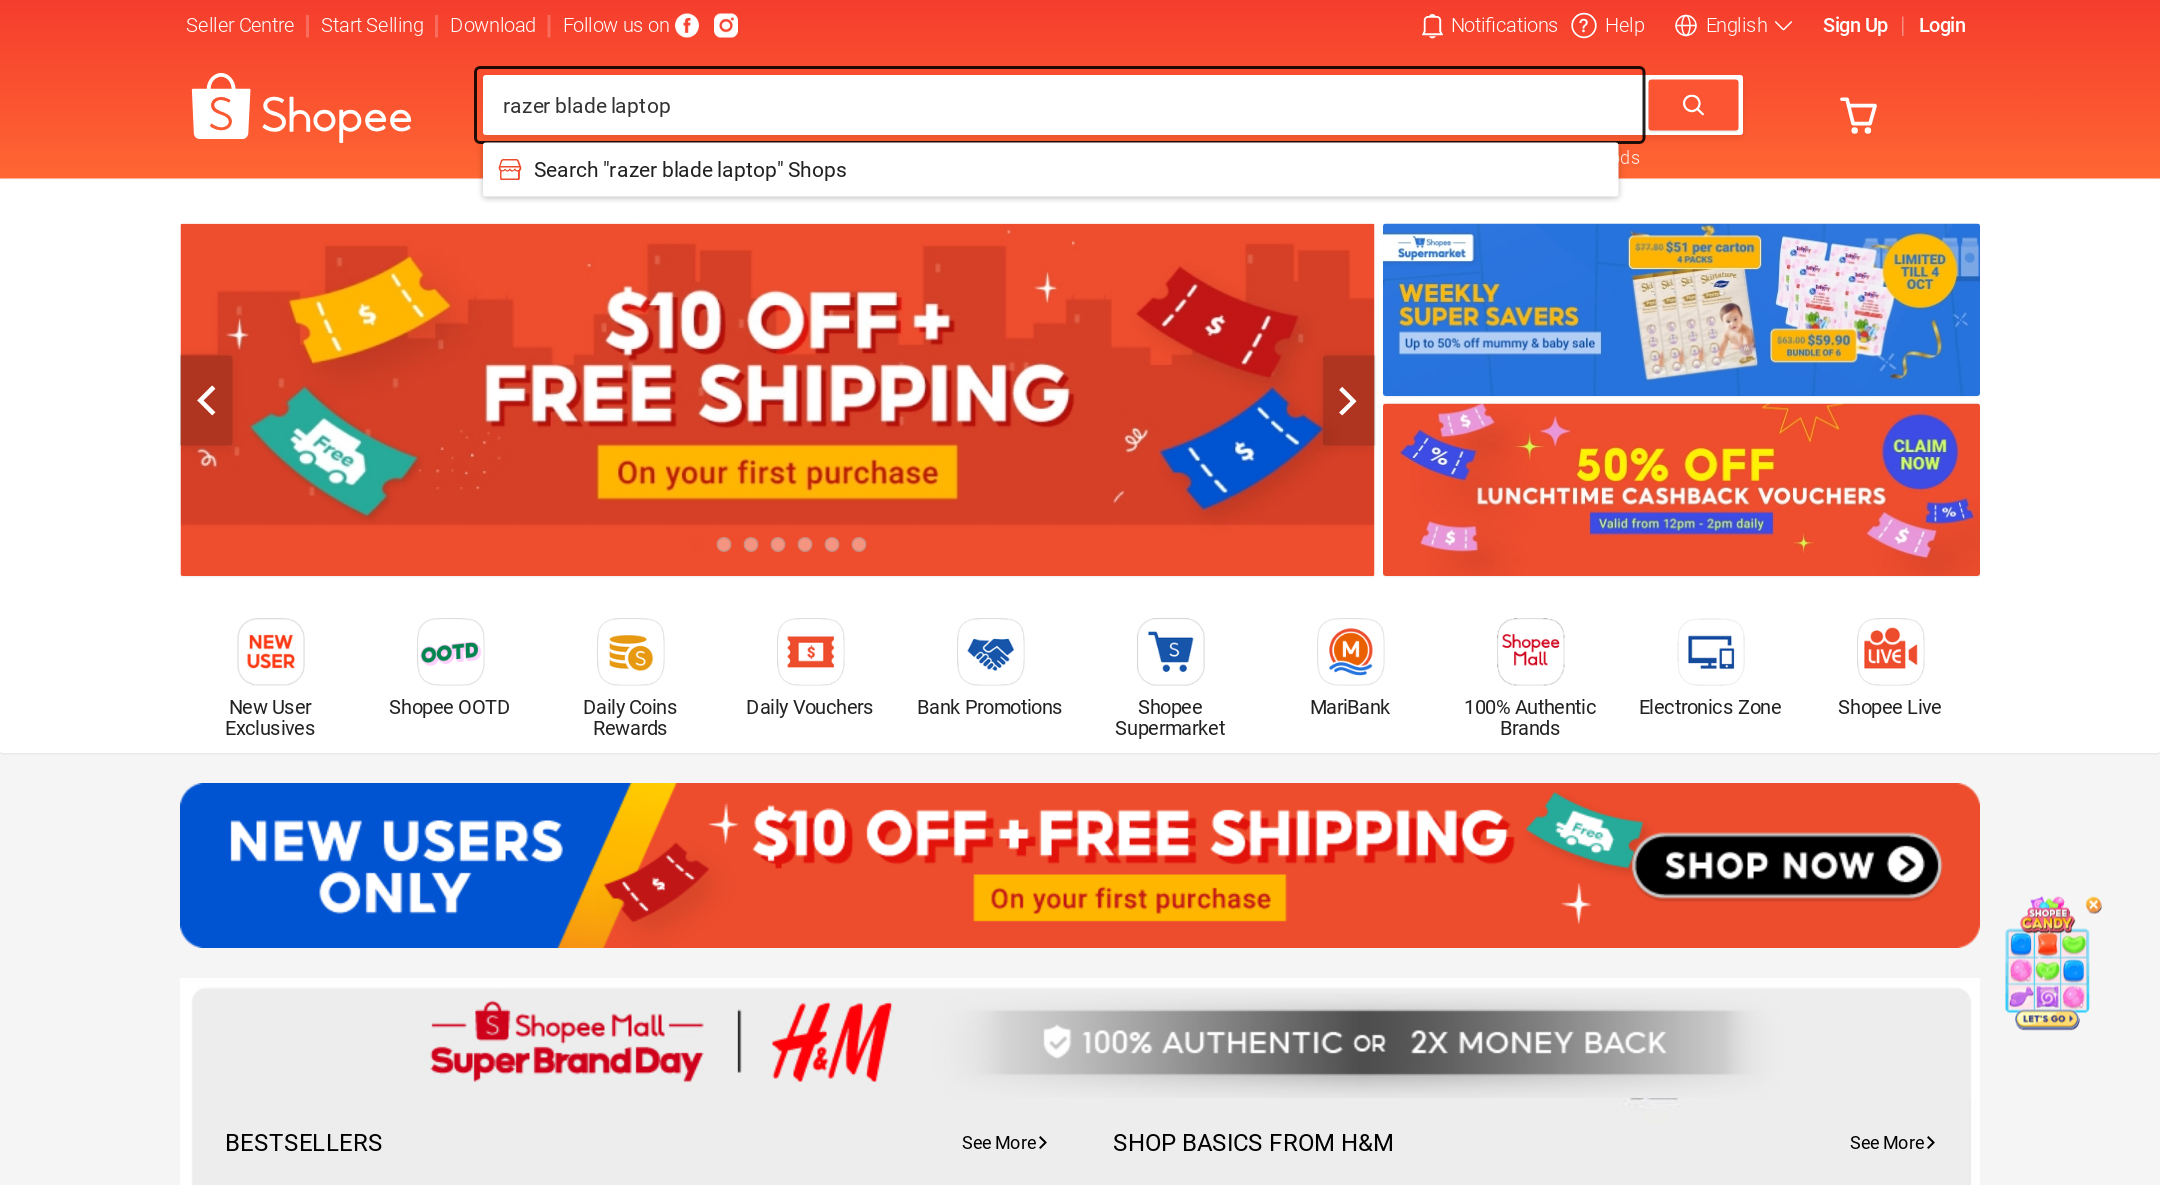 Seller Centre
Start Selling
Download
Follow us on
Notifications
Help
English
Sign Up
Login
Shopee
razer blade laptop
Search "razer blade laptop" Shops
$10 OFF +
FREE SHIPPING
Free
On your first purchase
Shopee
Supermarket
$77.80 $51 per carton
4 PACKS
LIMITED
TILL 4
OCT
WEEKLY
SUPER SAVERS
Up to 50% off mummy & baby sale
$63.00 $59.90
BUNDLE OF 6
50% OFF
LUNCHTIME CASHBACK VOUCHERS
Valid from 12pm - 2pm daily
CLAIM
NOW
NEW
USER
OOTD
Shopee
Mall
LIVE
New User
Exclusives
Shopee OOTD
Daily Coins
Rewards
Daily Vouchers
Bank Promotions
Shopee
Supermarket
MariBank
100% Authentic
Brands
Electronics Zone
Shopee Live
NEW USERS
ONLY
$10 OFF+FREE SHIPPING
On your first purchase
Free
SHOP NOW
SHOPEE
CANDY
LET'S GO
Shopee Mall
Super Brand Day
H&M
100% AUTHENTIC OR 2X MONEY BACK
BESTSELLERS
See More
SHOP BASICS FROM H&M
See More